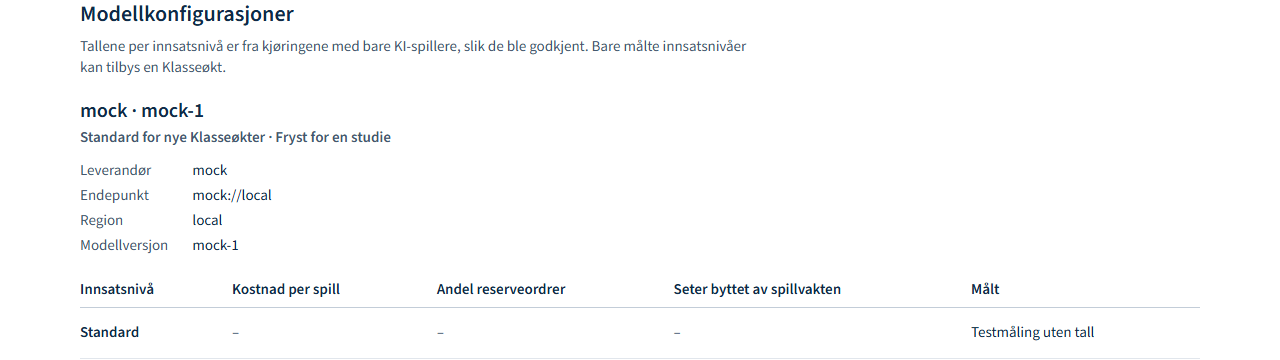 Modellkonfigurasjoner
Tallene per innsatsnivå er fra kjøringene med bare KI-spillere, slik de ble godkjent. Bare målte innsatsnivåer
kan tilbys en Klasseøkt.
mock · mock-1
Standard for nye Klasseøkter · Fryst for en studie
Leverandør mock
Endepunkt mock://local
Region local
Modellversjon mock-1
Innsatsnivå Kostnad per spill Andel reserveordrer Seter byttet av spillvakten Målt
Standard – – – Testmåling uten tall